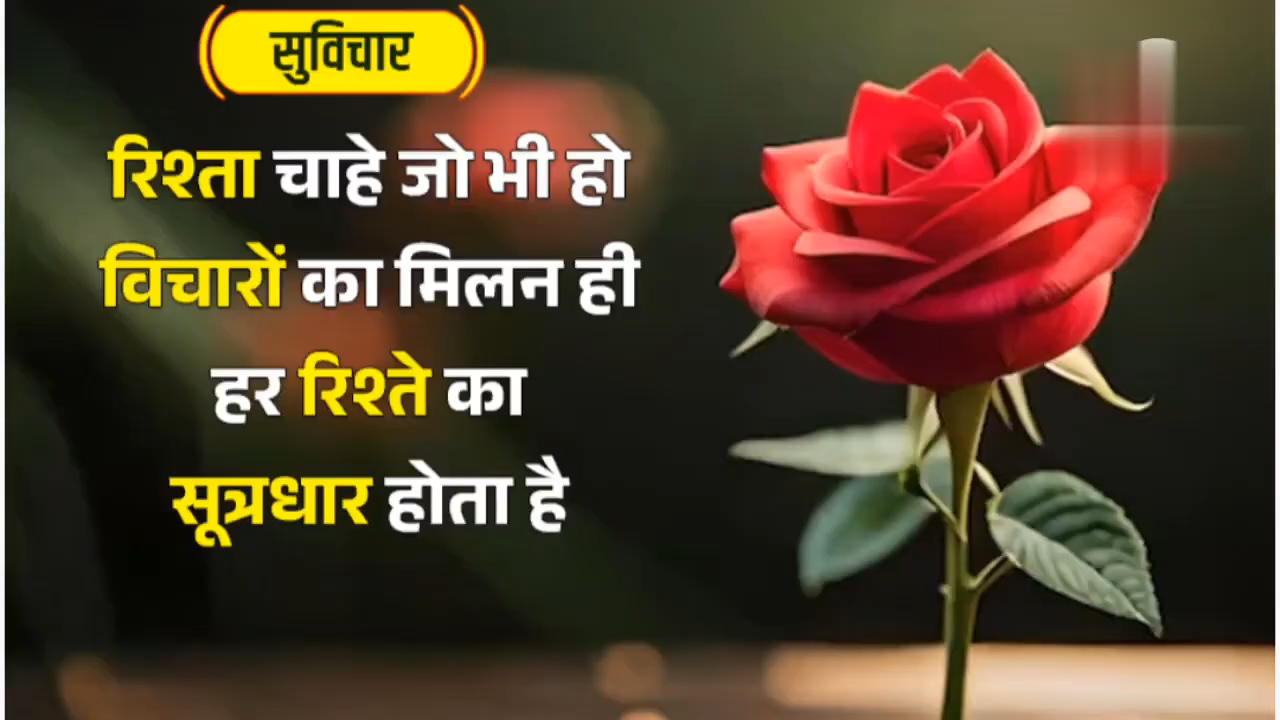 सुविचार
रिश्ता चाहे जो भी हो
विचारों का मिलन ही
हर रिश्ते का
सूत्रधार होता है